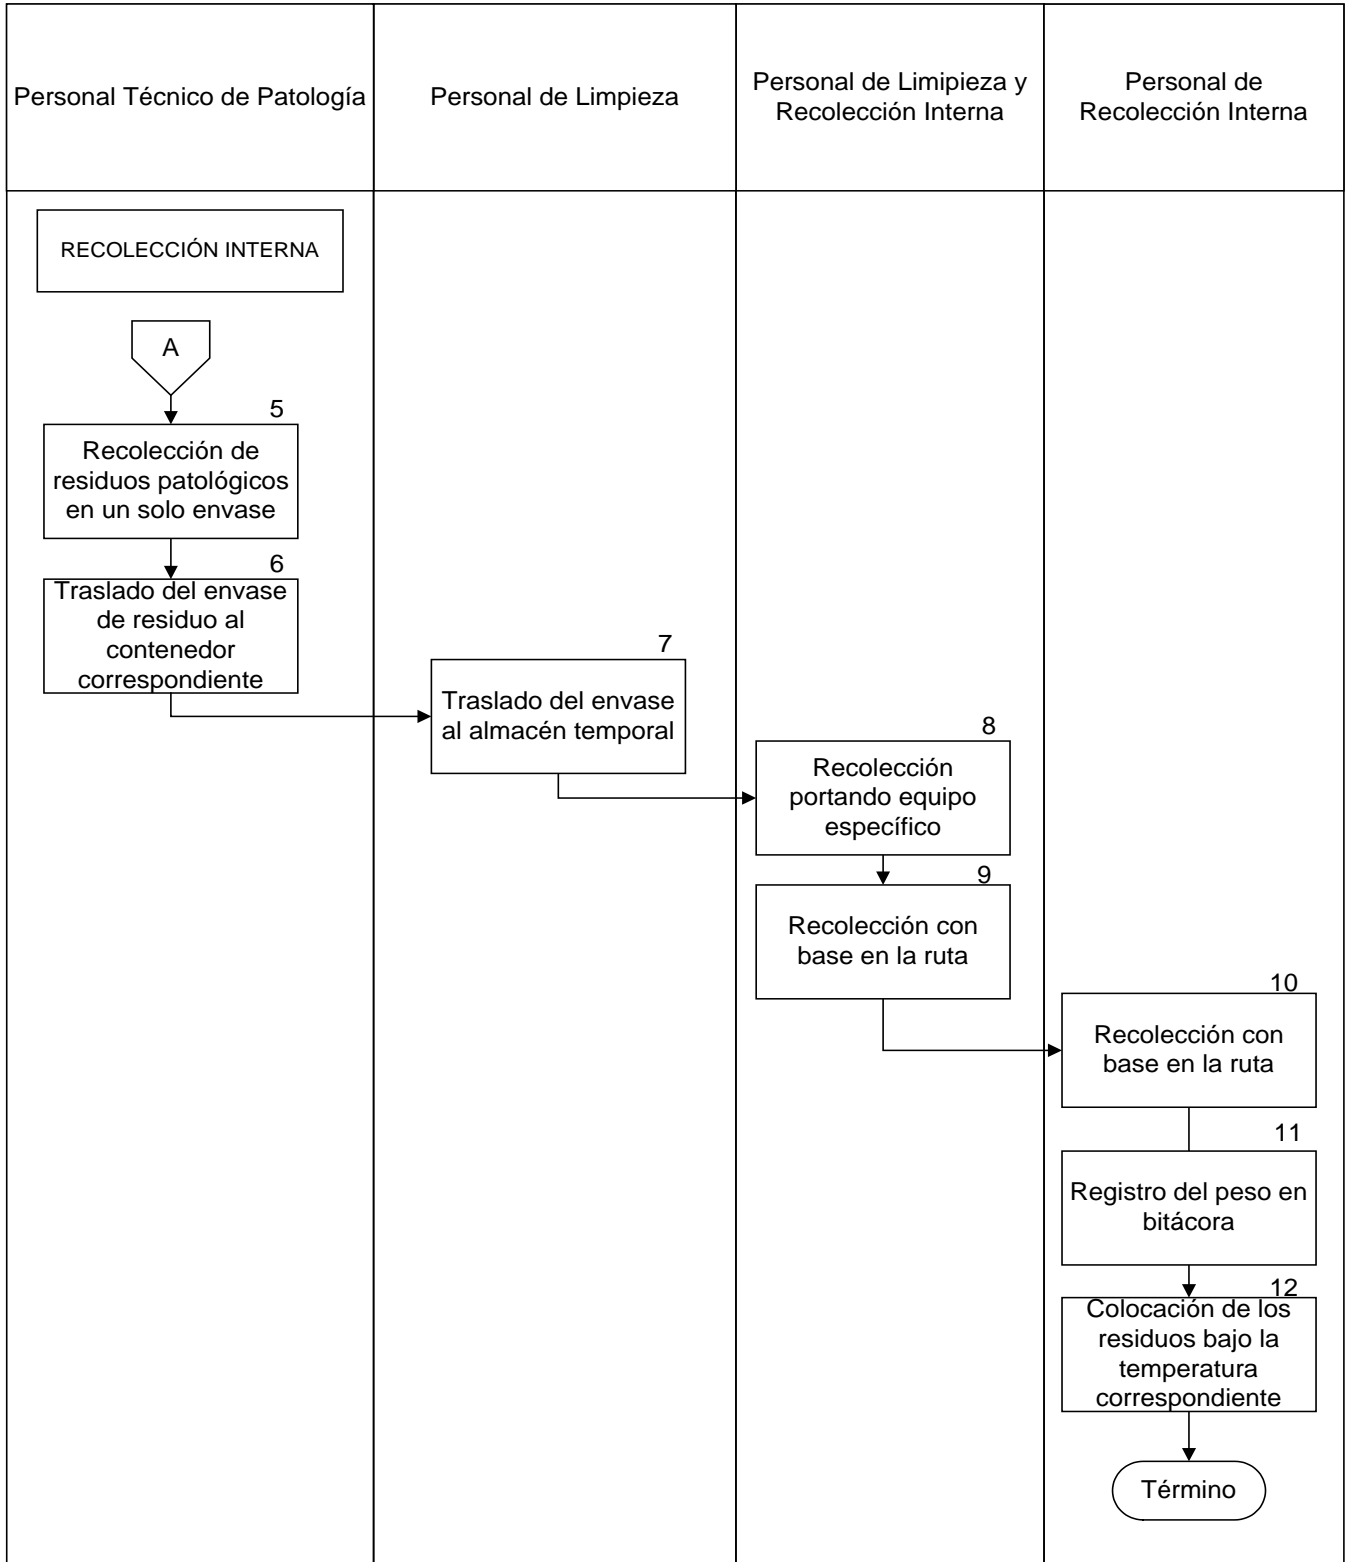 Personal Técnico de Patología
Personal de Limpieza
Personal de Limipieza y
Recolección Interna
Personal de
Recolección Interna
RECOLECCIÓN INTERNA
A
5
Recolección de
residuos patológicos
en un solo envase
6
Traslado del envase
de residuo al
contenedor
correspondiente
7
Traslado del envase
al almacén temporal
8
Recolección
portando equipo
específico
9
Recolección con
base en la ruta
10
Recolección con
base en la ruta
11
Registro del peso en
bitácora
12
Colocación de los
residuos bajo la
temperatura
correspondiente
Término